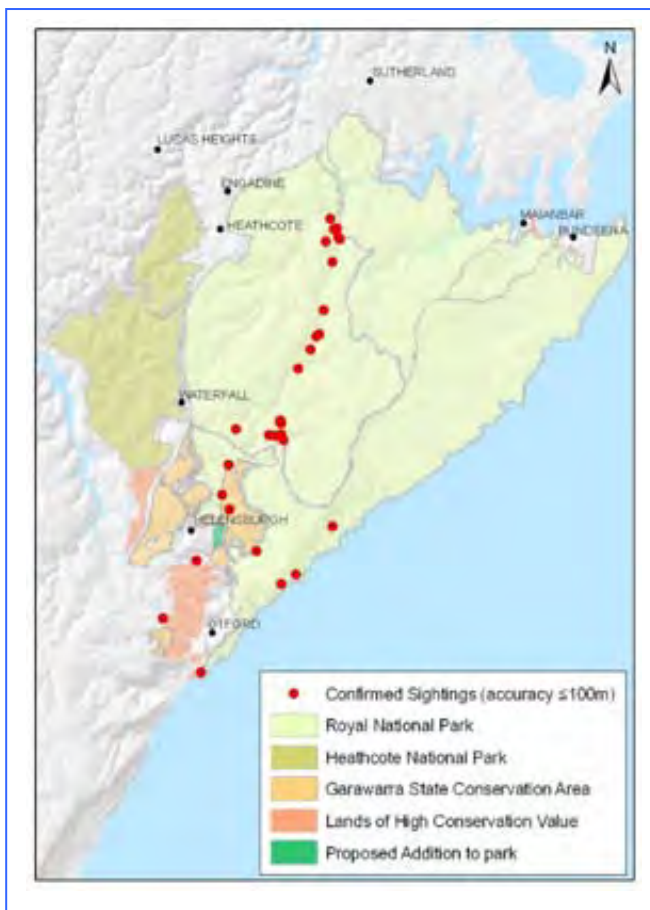 N
SUTHERLAND
LUCAS HEIGHTS
ENGADINE
HEATHCOTE
MAIANBAR
BUNDEENA
WATERFALL
HELENSBURGH
OTFORD
Confirmed Sightings (accuracy ≤100m)
Royal National Park
Heathcote National Park
Garawarra State Conservation Area
Lands of High Conservation Value
Proposed Addition to park